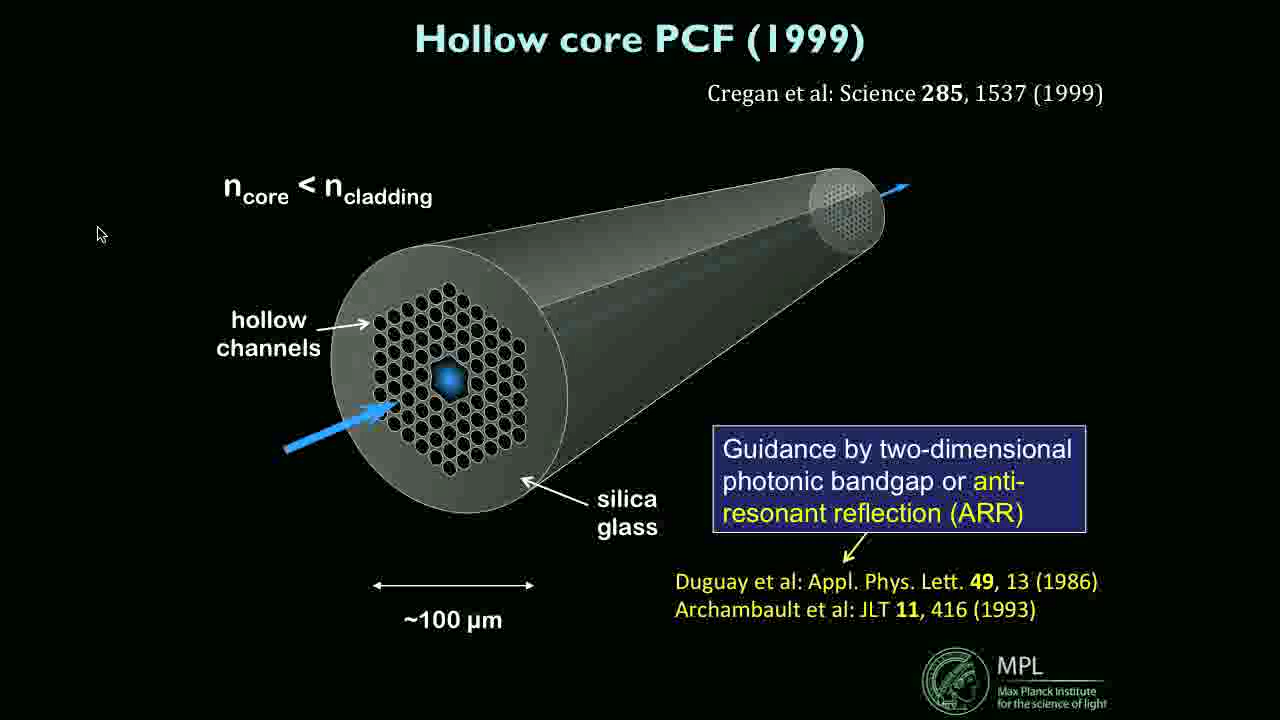 Hollow core PCF (1999)
Cregan et al: Science 285, 1537 (1999)
n_core < n_cladding
hollow
channels
silica
glass
~100 μm
Guidance by two-dimensional
photonic bandgap or anti-
resonant reflection (ARR)
Duguay et al: Appl. Phys. Lett. 49, 13 (1986)
Archambault et al: JLT 11, 416 (1993)
MPL
Max Planck Institute
for the science of light